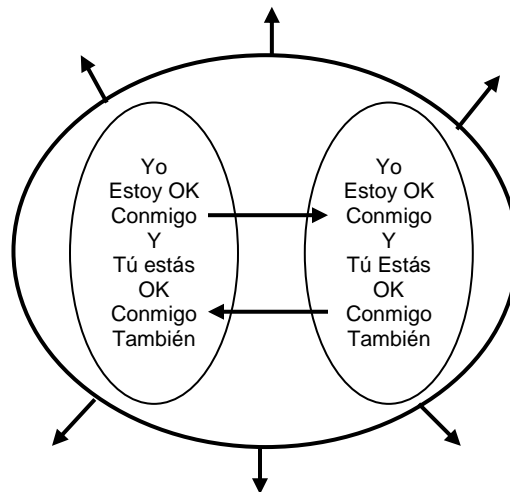 Yo
Estoy OK
Conmigo
Y
Tú estás
OK
Conmigo
También
Yo
Estoy OK
Conmigo
Y
Tú Estás
OK
Conmigo
También